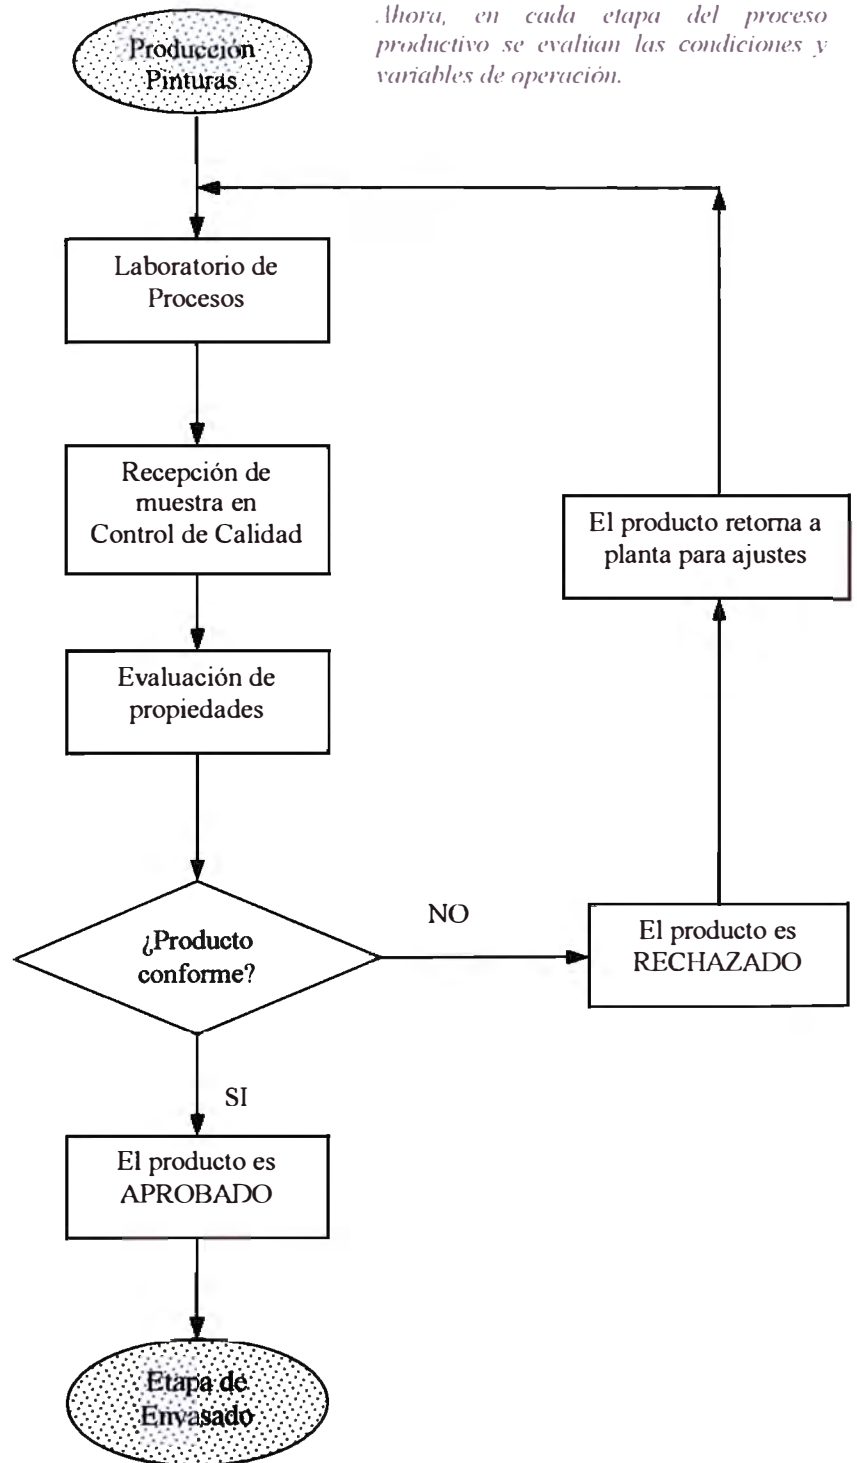 Ahora, en cada etapa del proceso
productivo se evalúan las condiciones y
variables de operación.
Producción
Pinturas
Laboratorio de
Procesos
Recepción de
muestra en
Control de Calidad
Evaluación de
propiedades
¿Producto
conforme?
NO
El producto es
RECHAZADO
El producto retorna a
planta para ajustes
SI
El producto es
APROBADO
Etapa de
Envasado